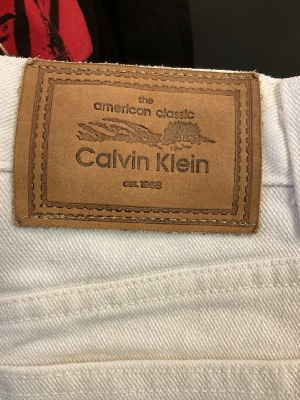 the
american classic
Calvin Klein
est. 1968